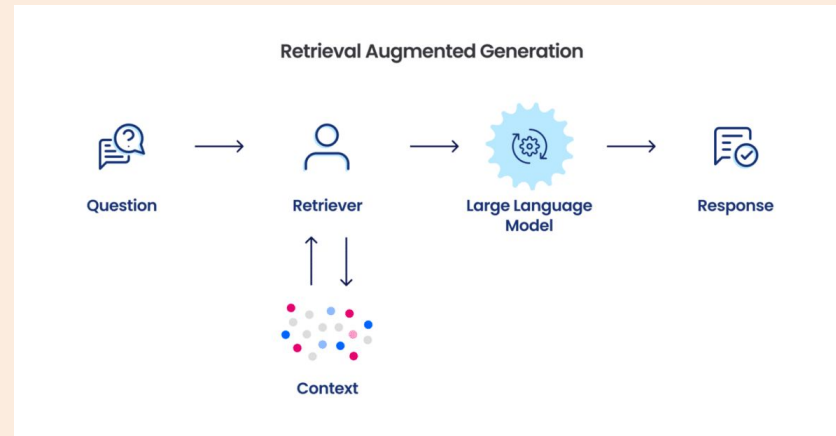 Retrieval Augmented Generation
Question
Retriever
Large Language
Model
Response
Context